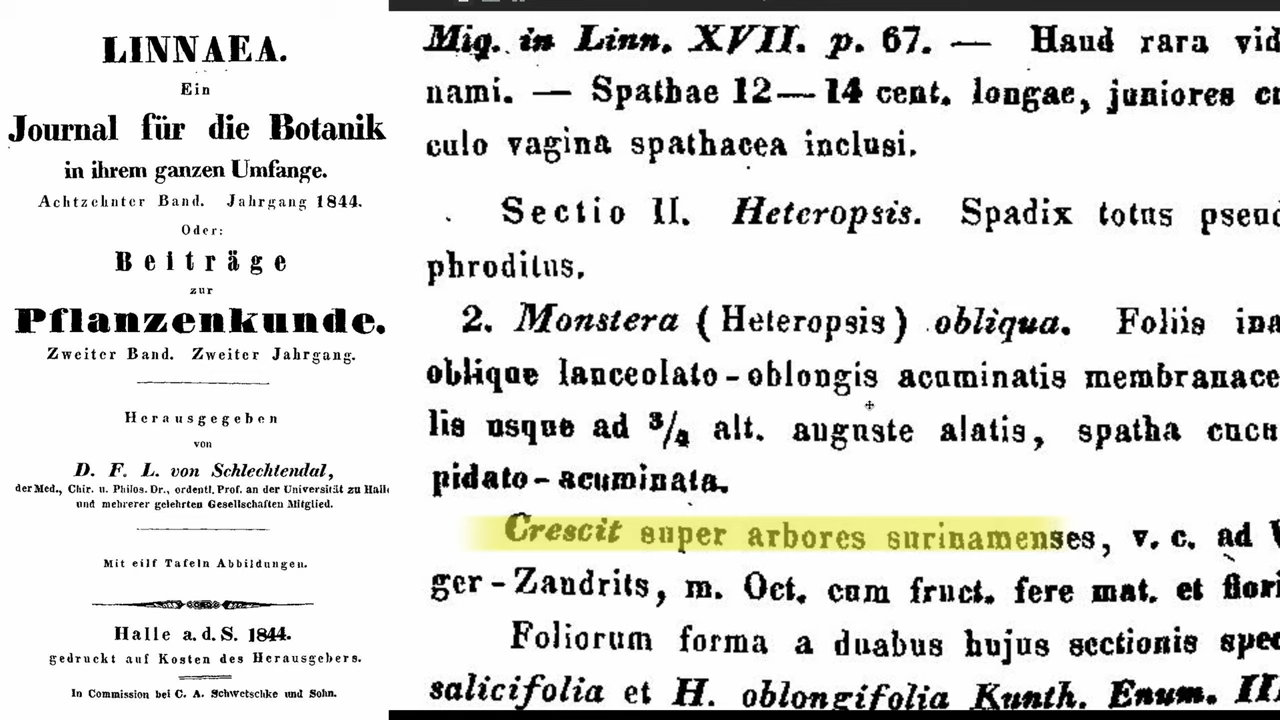 LINNAEA.
Ein
Journal für die Botanik
in ihrem ganzen Umfange.
Achtzehnter Band. Jahrgang 1844.
Oder:
Beiträge
zur
Pflanzenkunde.
Zweiter Band. Zweiter Jahrgang.
Herausgegeben
von
D. F. L. von Schlechtendal,
der Med., Chir. u. Philos. Dr., ordentl. Prof. an der Universität zu Halle
und mehrerer gelehrten Gesellschaften Mitglied.
Mit eilf Tafeln Abbildungen.
Halle a. d. S. 1844.
gedruckt auf Kosten des Herausgebers.
In Commission bei C. A. Schwetschke und Sohn.
Miq. in Linn. XVII. p. 67. — Haud rara vid
nami. — Spathae 12—14 cent. longae, juniores
culo vagina spathacea inclusi.
Sectio II. Heteropsis. Spadix totus pseud
phroditus.
2. Monstera (Heteropsis) obliqua. Foliis ina
oblique lanceolato-oblongis acuminatis membranace
lis usque ad 3/4 alt. auguste alatis, spatha cucu
pidato-acuminata.
Crescit super arbores surinamenses, v. c. ad
ger-Zandrits, m. Oct. cum fruct. fere mat. et flori
Foliorum forma a duabus hujus sectionis spec
salicifolia et H. oblongifolia Kunth. Enum. III